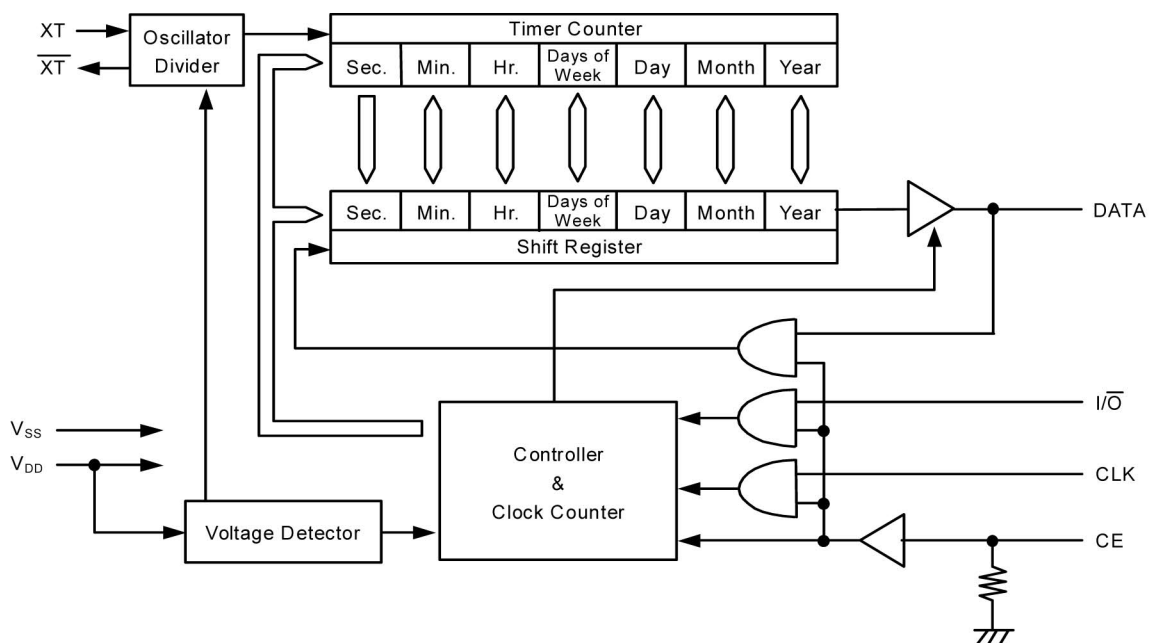 XT
X̅T̅
Oscillator
Divider
Timer Counter
Sec. Min. Hr. Days of Week Day Month Year
Sec. Min. Hr. Days of Week Day Month Year
Shift Register
DATA
I/O̅
CLK
CE
Controller
&
Clock Counter
VSS
VDD
Voltage Detector